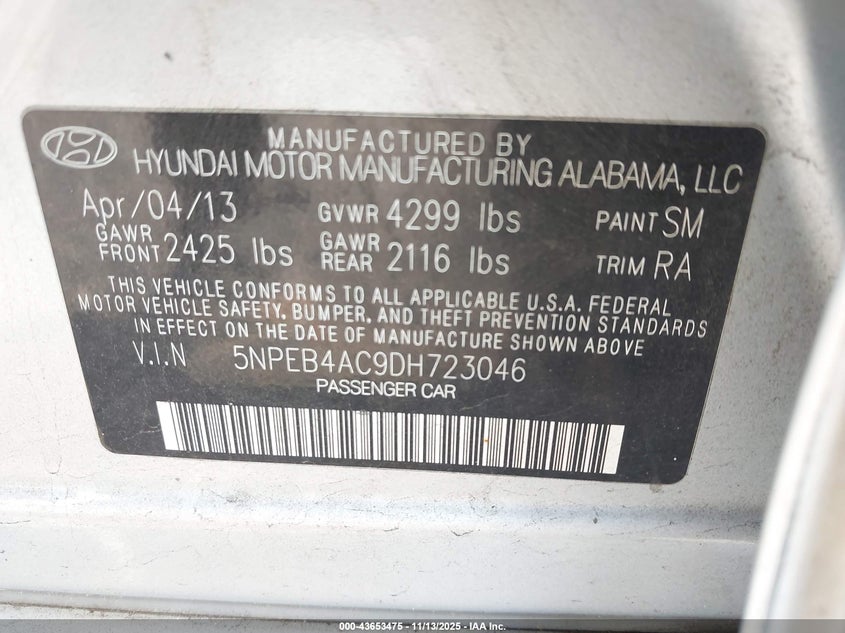 MANUFACTURED BY
HYUNDAI MOTOR MANUFACTURING ALABAMA, LLC
Apr/04/13 GVWR 4299 lbs PAINT SM
GAWR FRONT 2425 lbs GAWR REAR 2116 lbs TRIM RA
THIS VEHICLE CONFORMS TO ALL APPLICABLE U.S.A. FEDERAL
MOTOR VEHICLE SAFETY, BUMPER, AND THEFT PREVENTION STANDARDS
IN EFFECT ON THE DATE OF MANUFACTURE SHOWN ABOVE
V.I.N 5NPEB4AC9DH723046
PASSENGER CAR
000-43653475 - 11/13/2025 - IAA Inc.